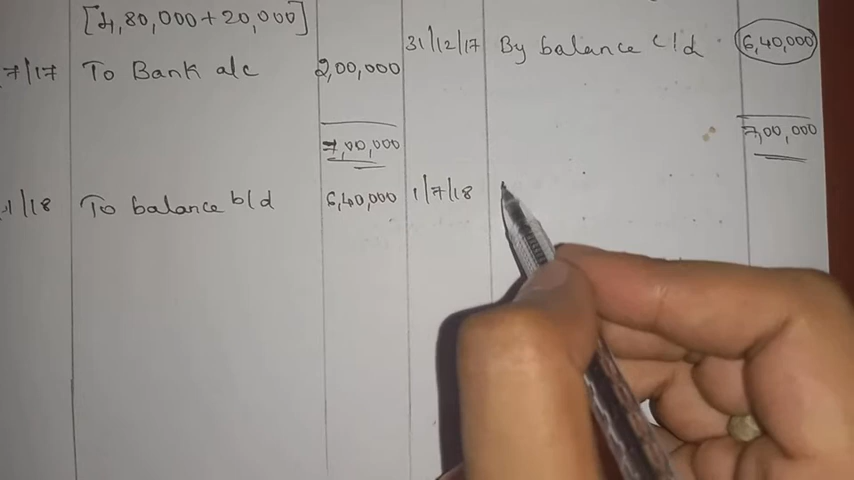 [4,80,000 + 20,000]
31/12/17 By balance c/d 6,40,000
7/17 To Bank a/c 2,00,000
7,00,000 7,00,000
1/18 To balance b/d 6,40,000 1/7/18